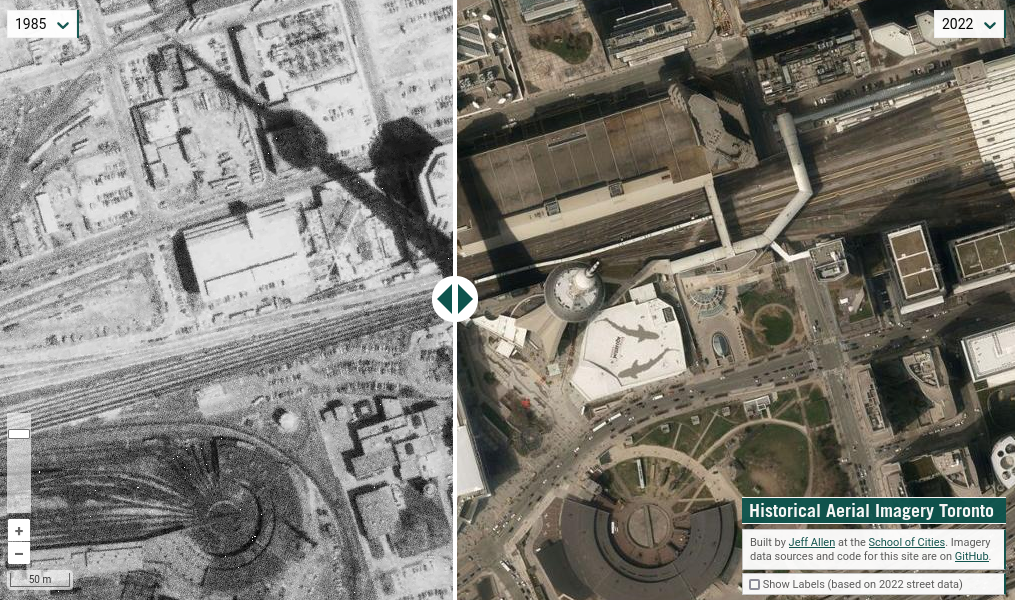 1985
2022
+
−
50 m
Historical Aerial Imagery Toronto
Built by Jeff Allen at the School of Cities. Imagery
data sources and code for this site are on GitHub.
Show Labels (based on 2022 street data)